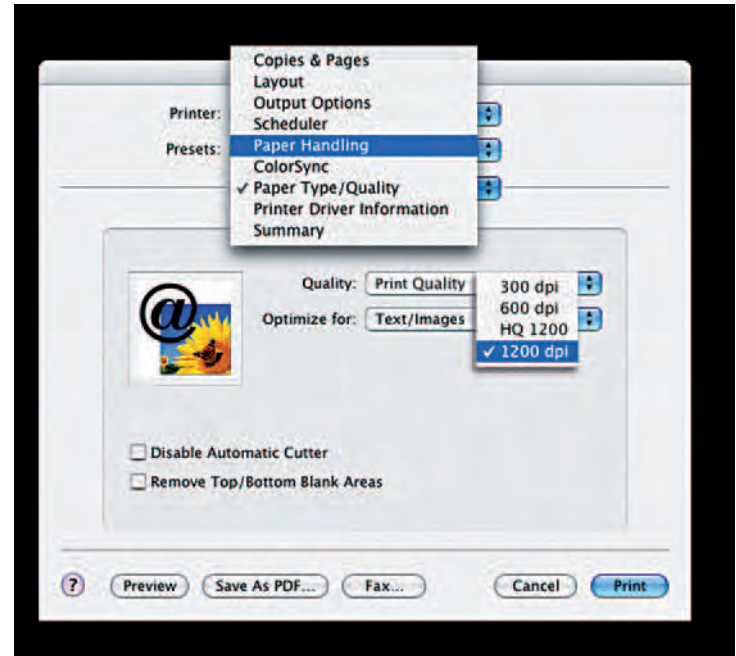 Copies & Pages
Layout
Output Options
Printer:
Scheduler
Presets:
Paper Handling
ColorSync
✓ Paper Type/Quality
Printer Driver Information
Summary
Quality: Print Quality
300 dpi
600 dpi
Optimize for: Text/Images
HQ 1200
✓ 1200 dpi
@
Disable Automatic Cutter
Remove Top/Bottom Blank Areas
? Preview Save As PDF... Fax... Cancel Print